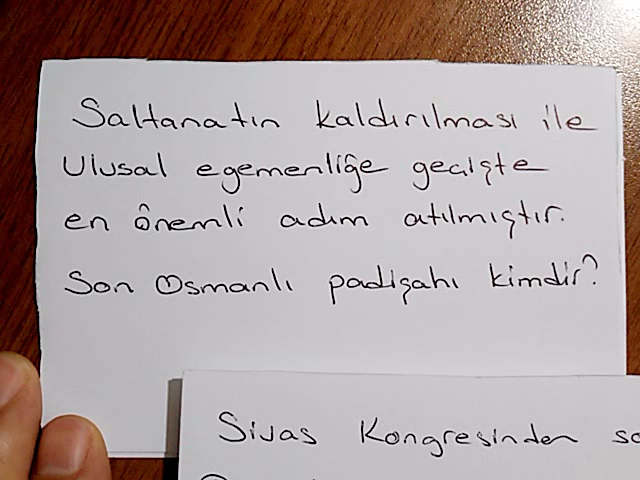 Saltanatın kaldırılması ile
Ulusal egemenliğe geçişte
en önemli adım atılmıştır.
Son Osmanlı padişahı kimdir?
Sivas Kongresinden